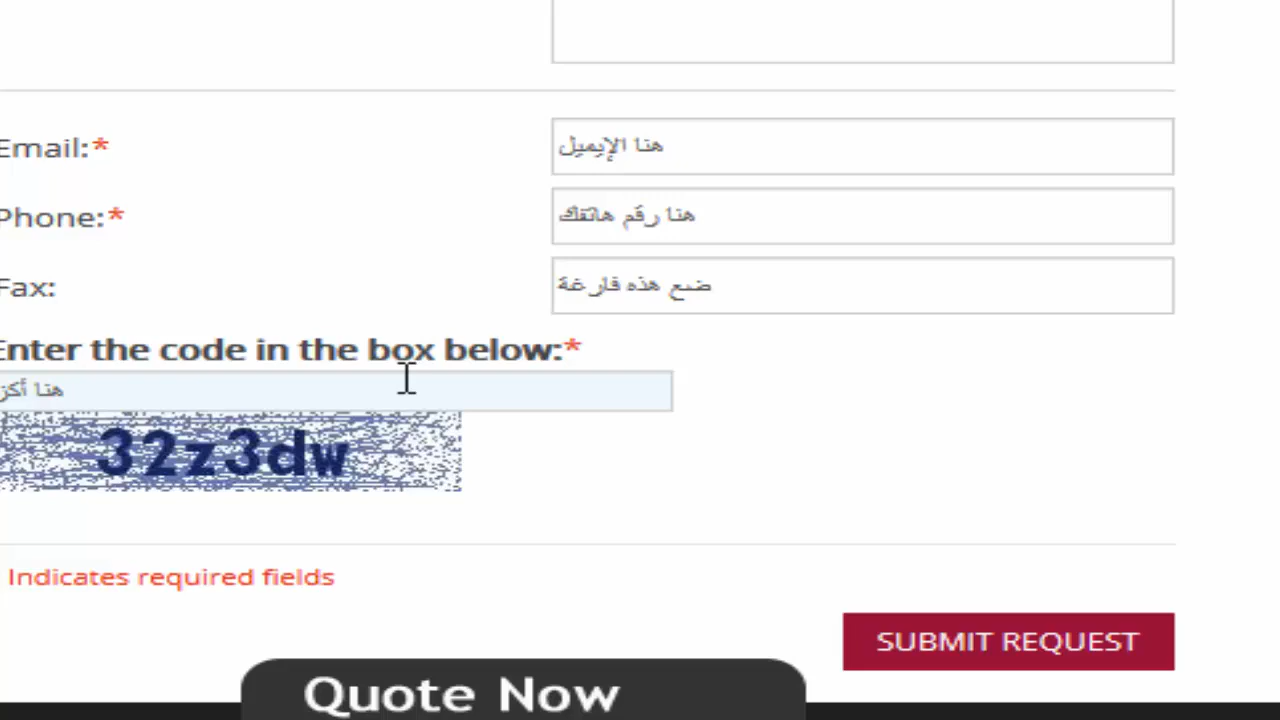 Email:*
هنا الإيميل
Phone:*
هنا رقم هاتفك
Fax:
ضع هذه فارغة
Enter the code in the box below:*
هنا
32z3dw
Indicates required fields
SUBMIT REQUEST
Quote Now